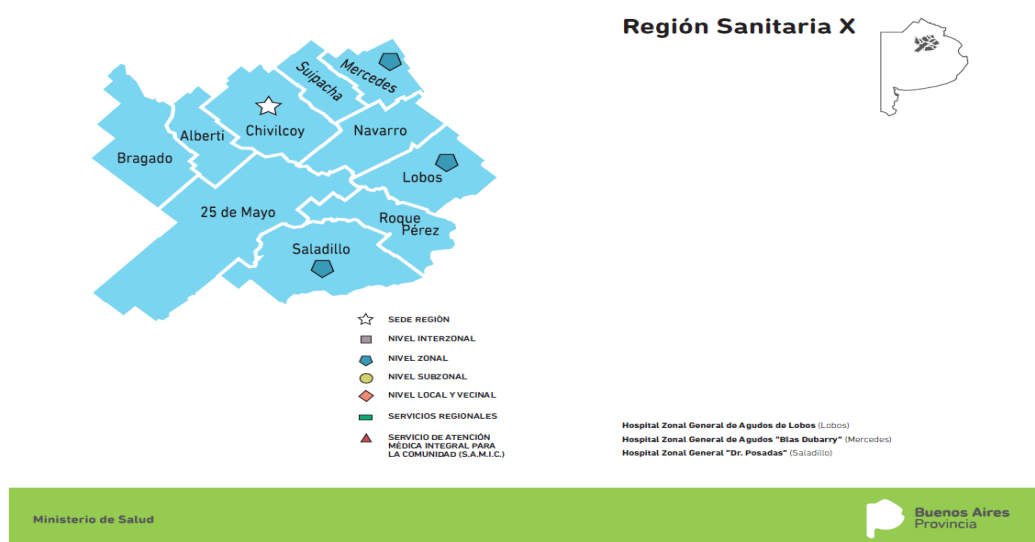 Región Sanitaria X
Suipacha
Mercedes
Alberti
Chivilcoy
Navarro
Bragado
Lobos
25 de Mayo
Roque
Pérez
Saladillo
SEDE REGIÓN
NIVEL INTERZONAL
NIVEL ZONAL
NIVEL SUBZONAL
NIVEL LOCAL Y VECINAL
SERVICIOS REGIONALES
SERVICIO DE ATENCIÓN
MÉDICA INTEGRAL PARA
LA COMUNIDAD (S.A.M.I.C.)
Hospital Zonal General de Agudos de Lobos (Lobos)
Hospital Zonal General de Agudos "Blas Dubarry" (Mercedes)
Hospital Zonal General "Dr. Posadas" (Saladillo)
Ministerio de Salud
Buenos Aires
Provincia